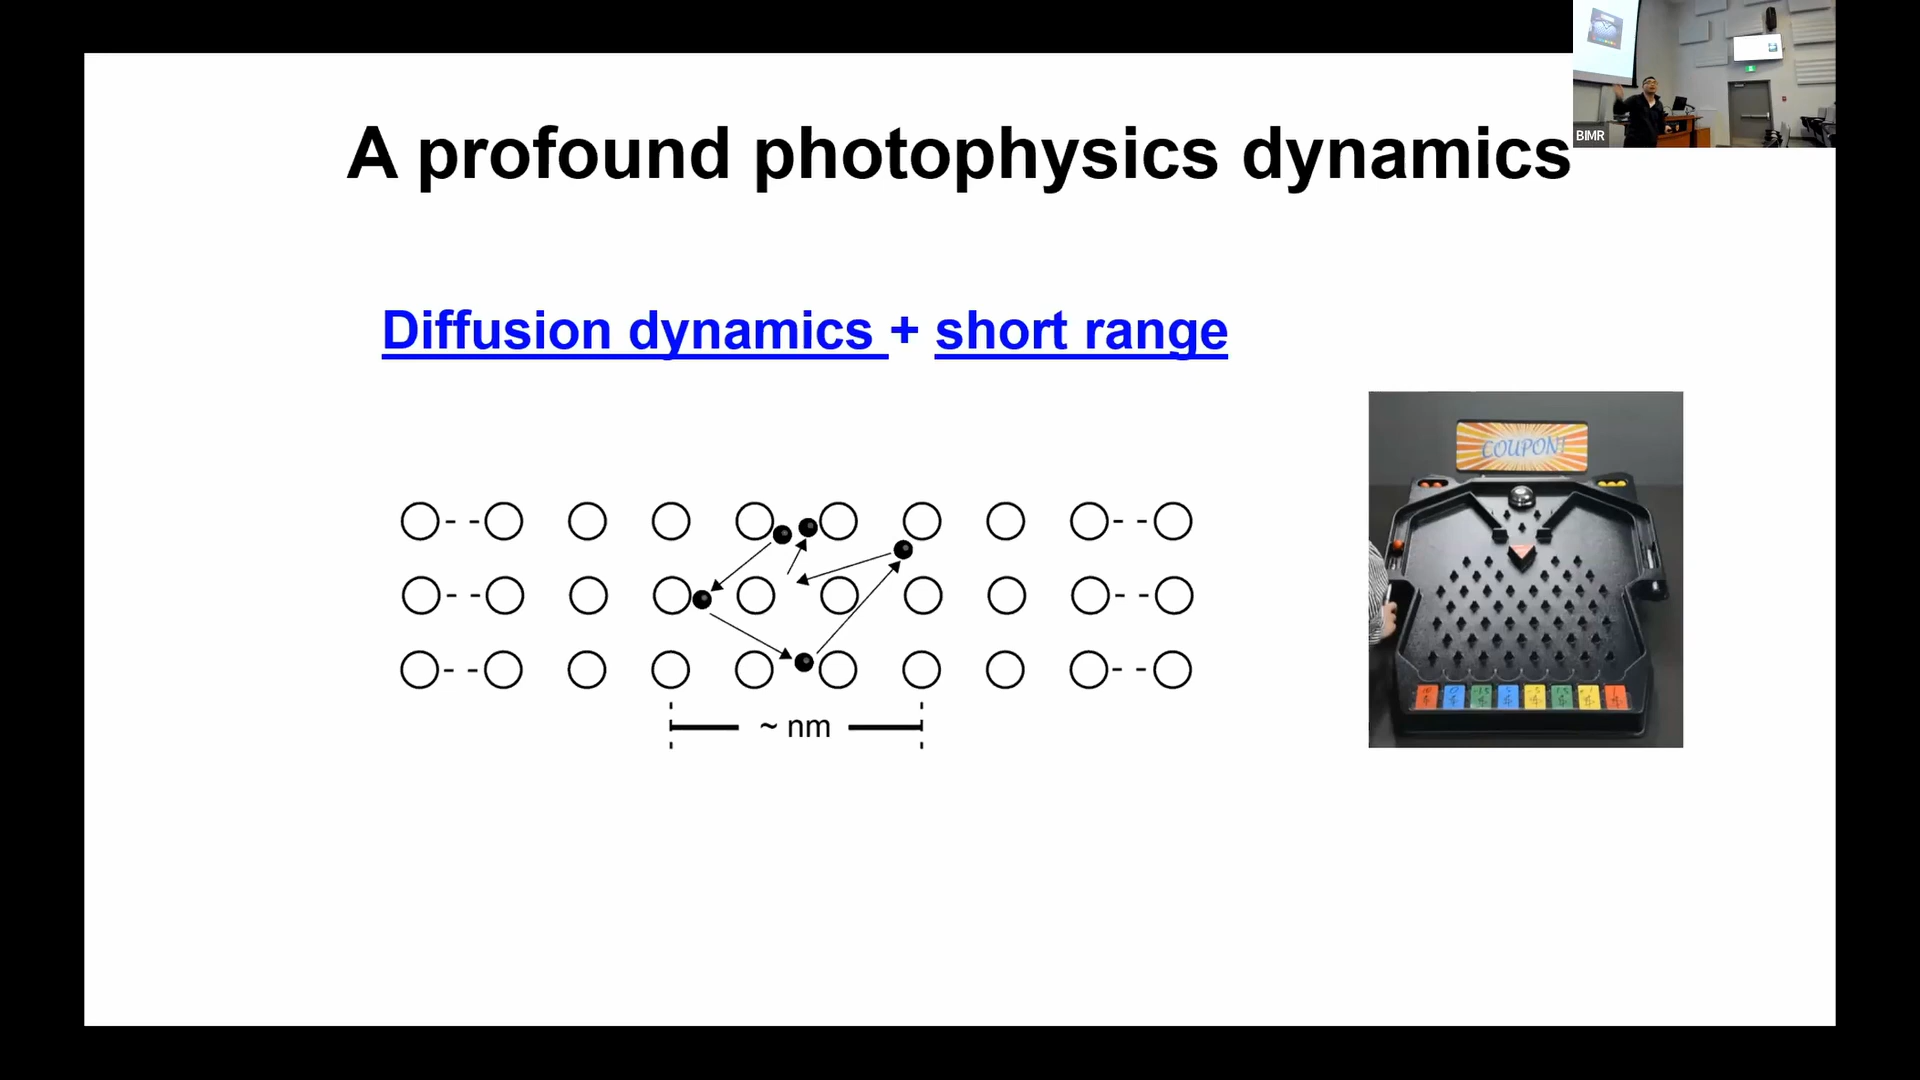 BIMR
A profound photophysics dynamics
Diffusion dynamics + short range
COUPON!
~ nm